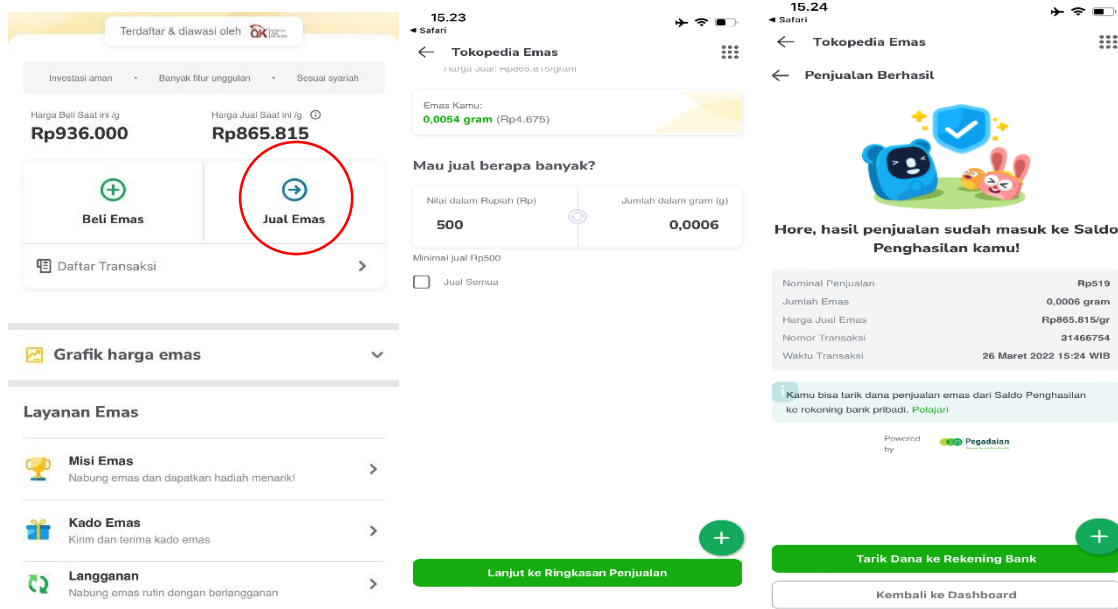 Terdaftar & diawasi oleh OJK
Investasi aman • Banyak fitur unggulan • Sesuai syariah
Harga Beli Saat ini /g
Harga Jual Saat ini /g
Rp936.000
Rp865.815
Beli Emas
Jual Emas
Daftar Transaksi
Grafik harga emas
Layanan Emas
Misi Emas
Nabung emas dan dapatkan hadiah menarik!
Kado Emas
Kirim dan terima kado emas
Langganan
Nabung emas rutin dengan berlangganan
15.23
Safari
Tokopedia Emas
Harga Jual: Rp865.815/gram
Emas Kamu:
0,0054 gram (Rp4.675)
Mau jual berapa banyak?
Nilai dalam Rupiah (Rp)
Jumlah dalam gram (g)
500
0,0006
Minimal jual Rp500
Jual Semua
Lanjut ke Ringkasan Penjualan
15.24
Safari
Tokopedia Emas
Penjualan Berhasil
Hore, hasil penjualan sudah masuk ke Saldo
Penghasilan kamu!
Nominal Penjualan Rp519
Jumlah Emas 0,0006 gram
Harga Jual Emas Rp865.815/gr
Nomor Transaksi 31466754
Waktu Transaksi 26 Maret 2022 15:24 WIB
Kamu bisa tarik dana penjualan emas dari Saldo Penghasilan
ke rekening bank pribadi. Pelajari
Powered
by
Pegadaian
Tarik Dana ke Rekening Bank
Kembali ke Dashboard